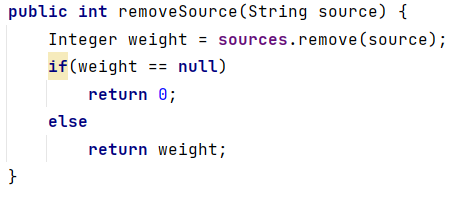 public int removeSource(String source) {
    Integer weight = sources.remove(source);
    if(weight == null)
        return 0;
    else
        return weight;
}